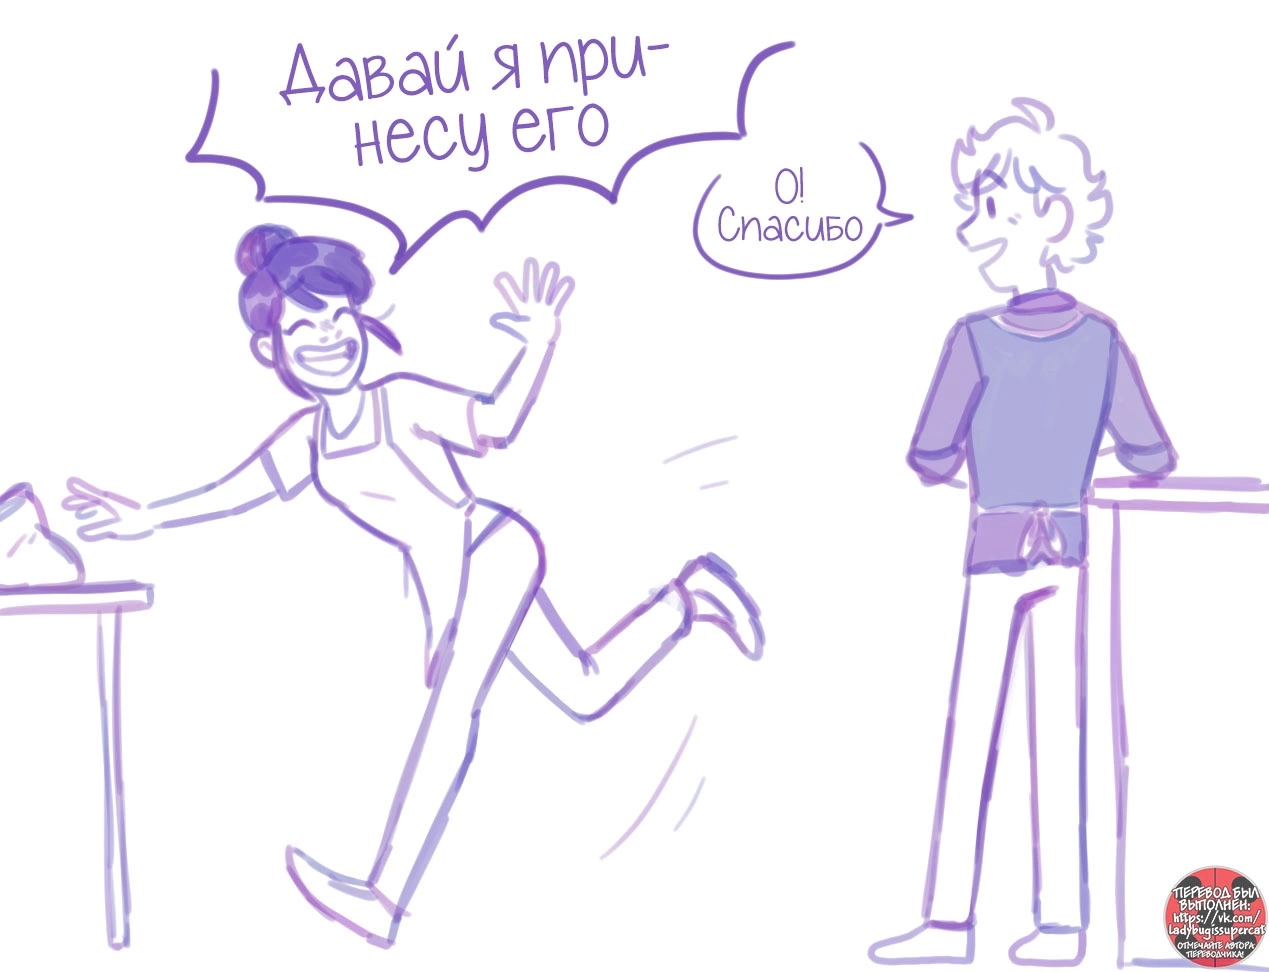 Давай я при-
несу его
О!
Спасибо
ПЕРЕВОД БЫЛ
ВЫПОЛНЕН:
https://vk.com/
ladybugissupercat
ОТМЕЧАЙТЕ АВТОРА
ПЕРЕВОДЧИКА!